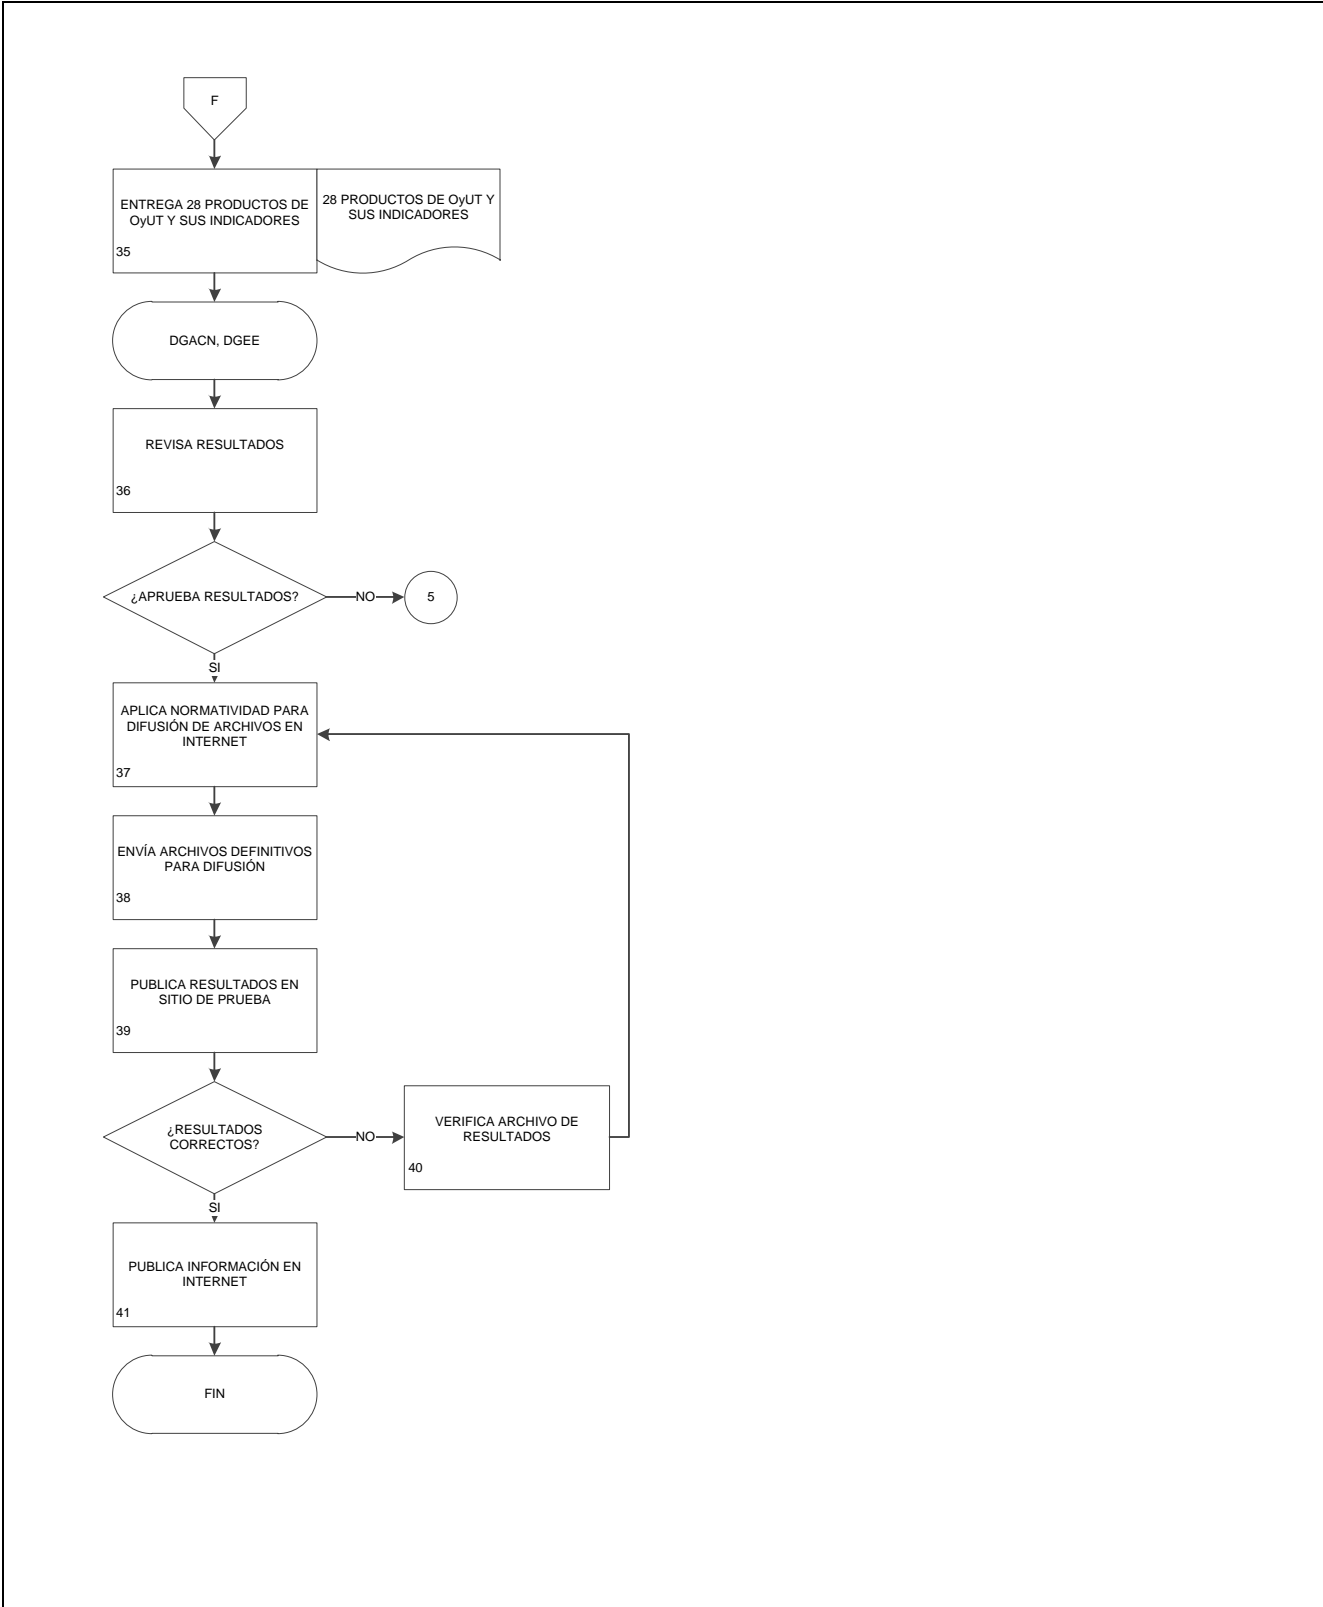 F
ENTREGA 28 PRODUCTOS DE
OyUT Y SUS INDICADORES
35
28 PRODUCTOS DE OyUT Y
SUS INDICADORES
DGACN, DGEE
REVISA RESULTADOS
36
¿APRUEBA RESULTADOS?
NO
5
SI
APLICA NORMATIVIDAD PARA
DIFUSIÓN DE ARCHIVOS EN
INTERNET
37
ENVÍA ARCHIVOS DEFINITIVOS
PARA DIFUSIÓN
38
PUBLICA RESULTADOS EN
SITIO DE PRUEBA
39
¿RESULTADOS
CORRECTOS?
NO
VERIFICA ARCHIVO DE
RESULTADOS
40
SI
PUBLICA INFORMACIÓN EN
INTERNET
41
FIN